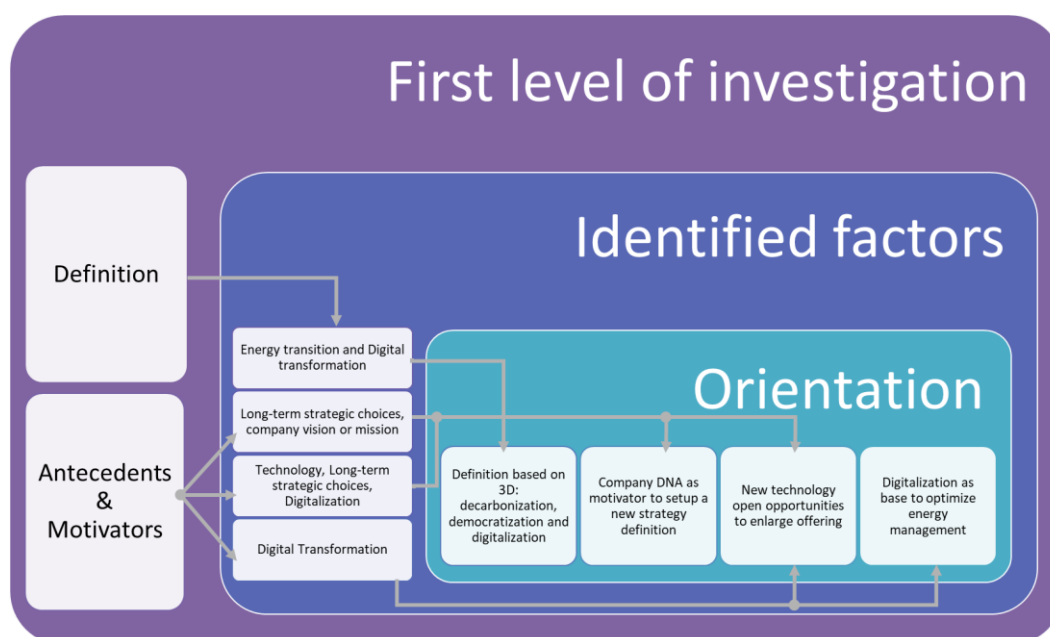 First level of investigation
Identified factors
Definition
Energy transition and Digital
transformation
Orientation
Long-term strategic choices,
company vision or mission
Antecedents
&
Motivators
Technology, Long-term
strategic choices,
Digitalization
Digital Transformation
Definition based on
3D:
decarbonization,
democratization and
digitalization
Company DNA as
motivator to setup a
new strategy
definition
New technology
open opportunities
to enlarge offering
Digitalization as
base to optimize
energy
management